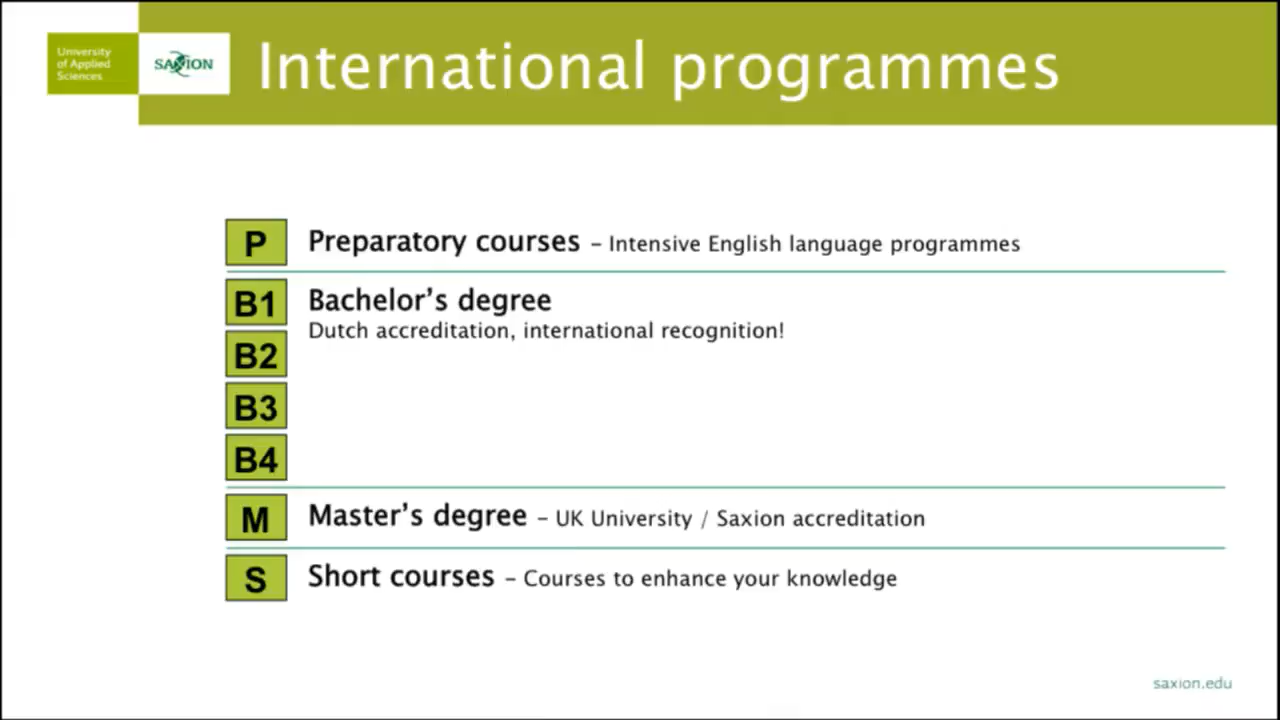 University
of Applied
Sciences
SAXION
International programmes
P
Preparatory courses – Intensive English language programmes
B1
Bachelor's degree
Dutch accreditation, international recognition!
B2
B3
B4
M
Master's degree – UK University / Saxion accreditation
S
Short courses – Courses to enhance your knowledge
saxion.edu